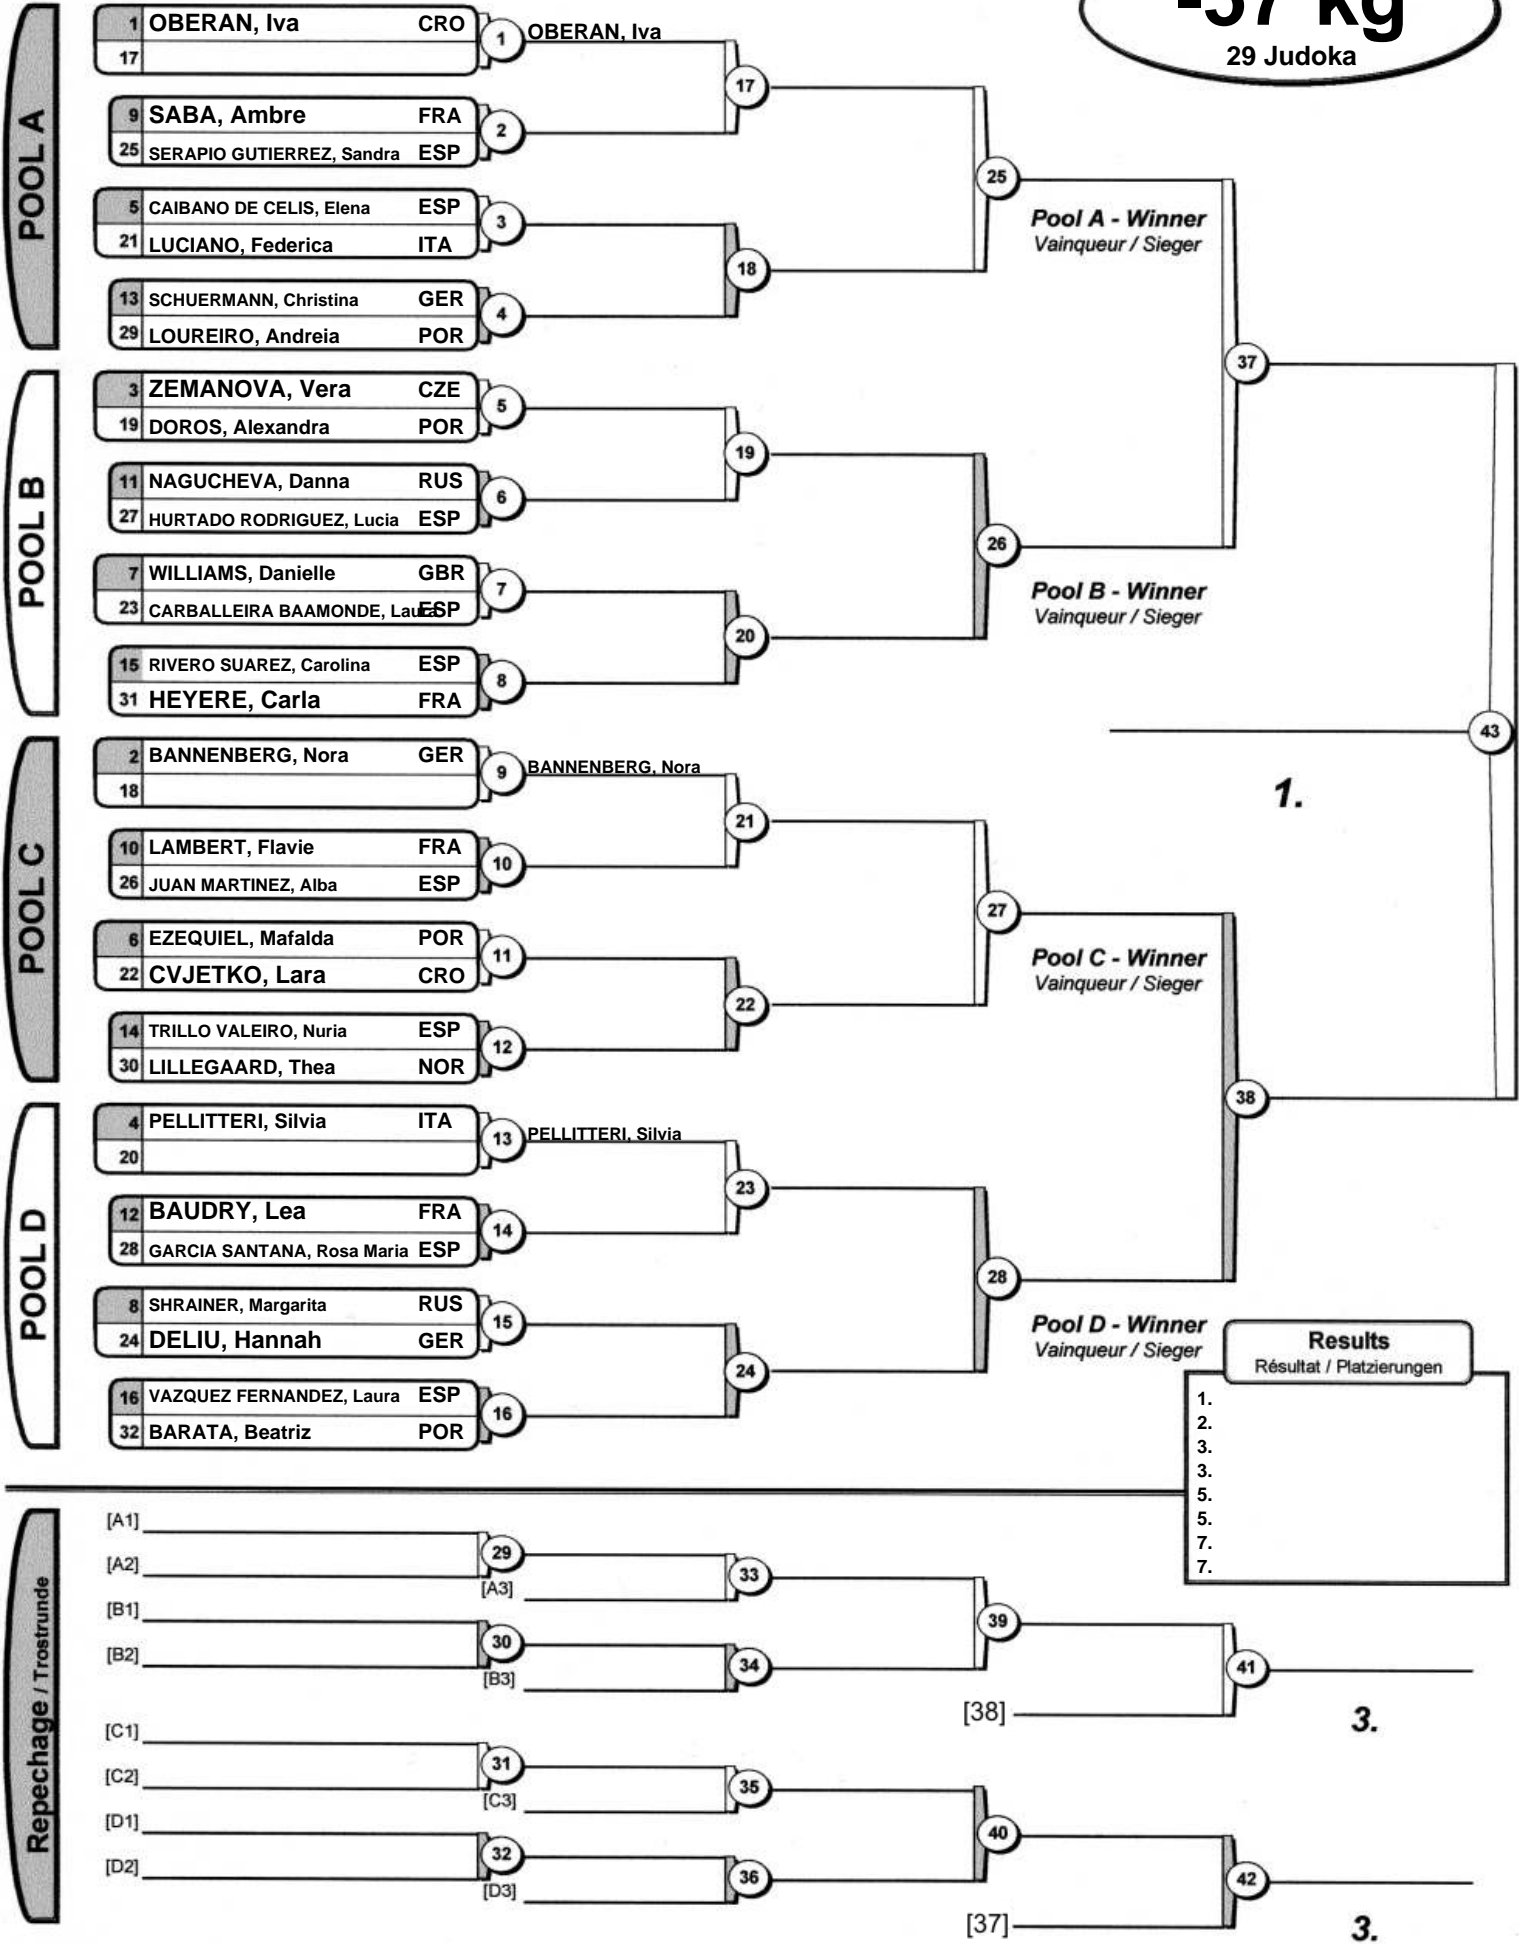 -57 kg
29 Judoka
POOL A
1 OBERAN, Iva CRO
17
1 OBERAN, Iva
9 SABA, Ambre FRA
25 SERAPIO GUTIERREZ, Sandra ESP
2
17
5 CAIBANO DE CELIS, Elena ESP
21 LUCIANO, Federica ITA
3
13 SCHUERMANN, Christina GER
29 LOUREIRO, Andreia POR
4
18
25
Pool A - Winner
Vainqueur / Sieger
POOL B
3 ZEMANOVA, Vera CZE
19 DOROS, Alexandra POR
5
11 NAGUCHEVA, Danna RUS
27 HURTADO RODRIGUEZ, Lucia ESP
6
19
7 WILLIAMS, Danielle GBR
23 CARBALLEIRA BAAMONDE, Laura ESP
7
15 RIVERO SUAREZ, Carolina ESP
31 HEYERE, Carla FRA
8
20
26
Pool B - Winner
Vainqueur / Sieger
37
43
1.
POOL C
2 BANNENBERG, Nora GER
18
9 BANNENBERG, Nora
10 LAMBERT, Flavie FRA
26 JUAN MARTINEZ, Alba ESP
10
21
6 EZEQUIEL, Mafalda POR
22 CVJETKO, Lara CRO
11
14 TRILLO VALEIRO, Nuria ESP
30 LILLEGAARD, Thea NOR
12
22
27
Pool C - Winner
Vainqueur / Sieger
POOL D
4 PELLITTERI, Silvia ITA
20
13 PELLITTERI, Silvia
12 BAUDRY, Lea FRA
28 GARCIA SANTANA, Rosa Maria ESP
14
23
8 SHRAINER, Margarita RUS
24 DELIU, Hannah GER
15
16 VAZQUEZ FERNANDEZ, Laura ESP
32 BARATA, Beatriz POR
16
24
28
Pool D - Winner
Vainqueur / Sieger
38
Results
Résultat / Platzierungen
1.
2.
3.
3.
5.
5.
7.
7.
Repechage / Trostrunde
[A1]
[A2]
29
[A3]
33
[B1]
[B2]
30
[B3]
34
39
[38]
41
3.
[C1]
[C2]
31
[C3]
35
[D1]
[D2]
32
[D3]
36
40
[37]
42
3.